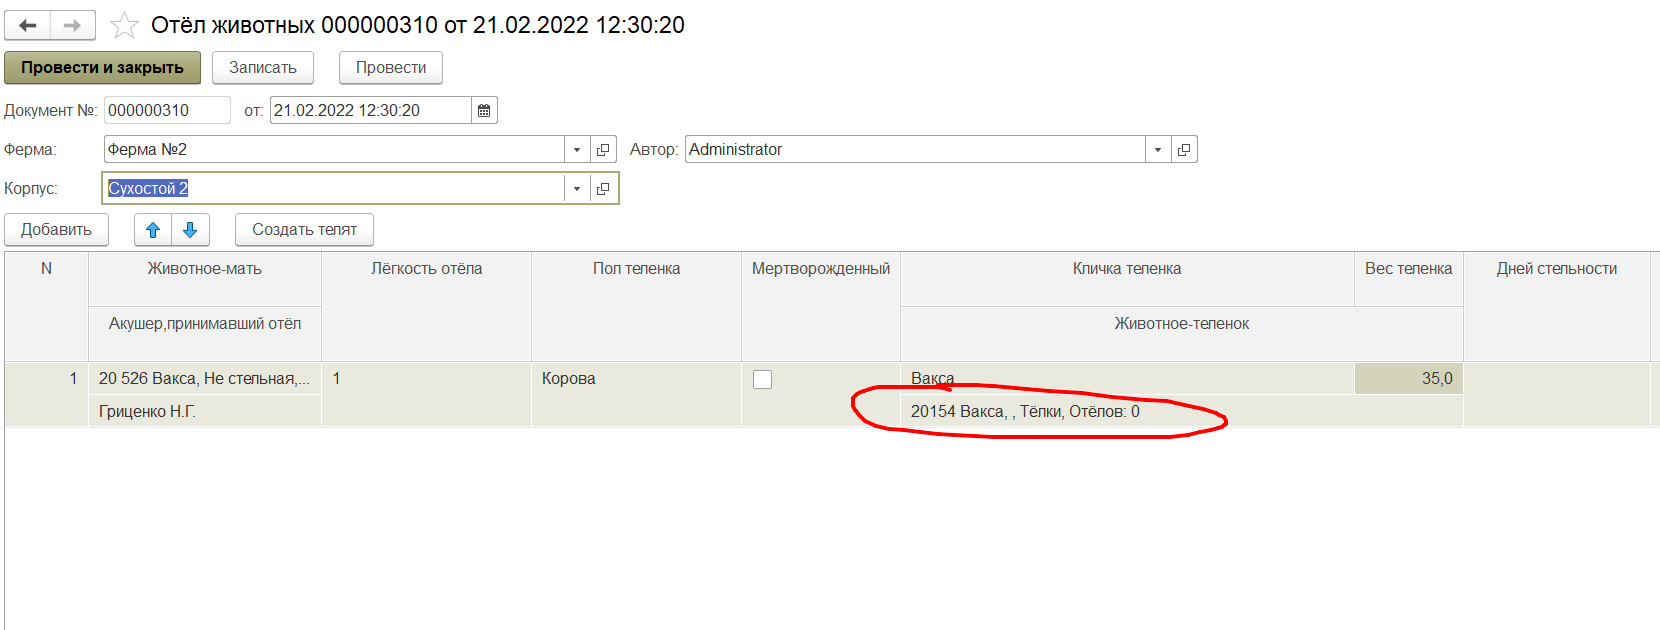 Отёл животных 000000310 от 21.02.2022 12:30:20
Провести и закрыть Записать Провести
Документ №: 000000310 от: 21.02.2022 12:30:20
Ферма: Ферма №2 Автор: Administrator
Корпус: Сухостой 2
Добавить Создать телят
N Животное-мать Лёгкость отёла Пол теленка Мертворожденный Кличка теленка Вес теленка Дней стельности
Акушер,принимавший отёл Животное-теленок
1 20 526 Вакса, Не стельная,... 1 Корова Вакса 35,0
Гриценко Н.Г. 20154 Вакса, , Тёлки, Отёлов: 0